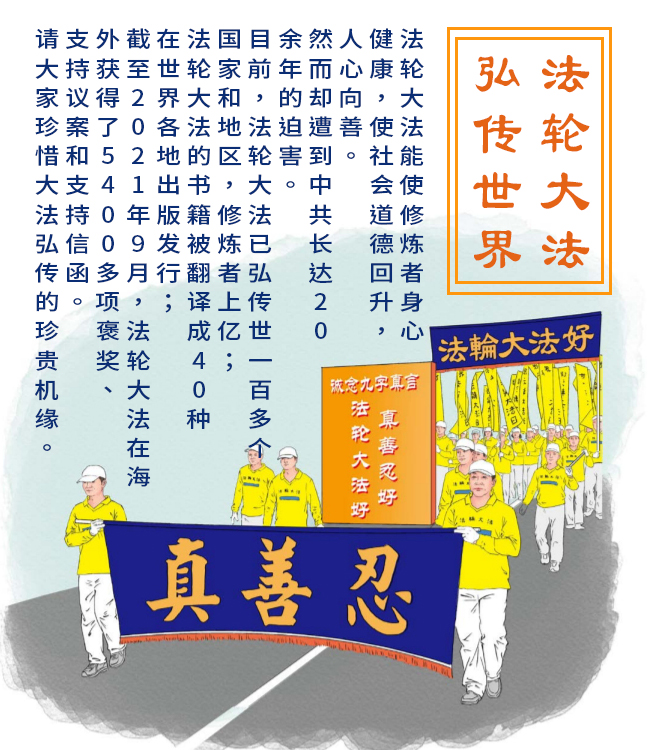 法轮大法
弘传世界
法轮大法能使修炼者身心
健康，使社会道德回升，
人心向善。
然而却遭到中共长达20
余年的迫害。
目前，法轮大法已弘传世一百多个
国家和地区，修炼者上亿；
法轮大法的书籍被翻译成40种
在世界各地出版发行；
截至2021年9月，法轮大法在海
外获得了5400多项褒奖、
支持议案和支持信函。
请大家珍惜大法弘传的珍贵机缘。
法輪大法好
诚念九字真言
真善忍好
法轮大法好
真善忍
法轮大法